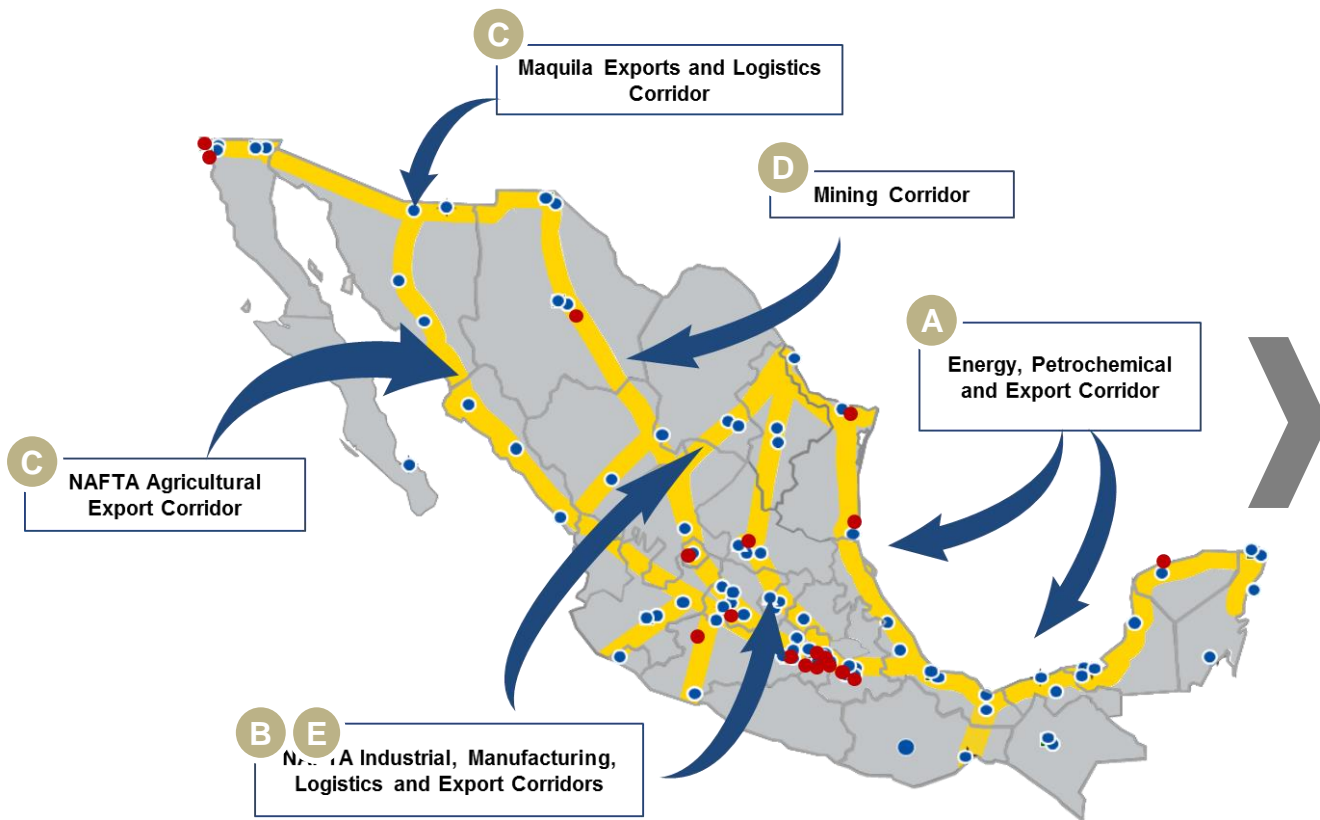 C
Maquila Exports and Logistics
Corridor
D
Mining Corridor
A
Energy, Petrochemical
and Export Corridor
C
NAFTA Agricultural
Export Corridor
B E
NAFTA Industrial, Manufacturing,
Logistics and Export Corridors